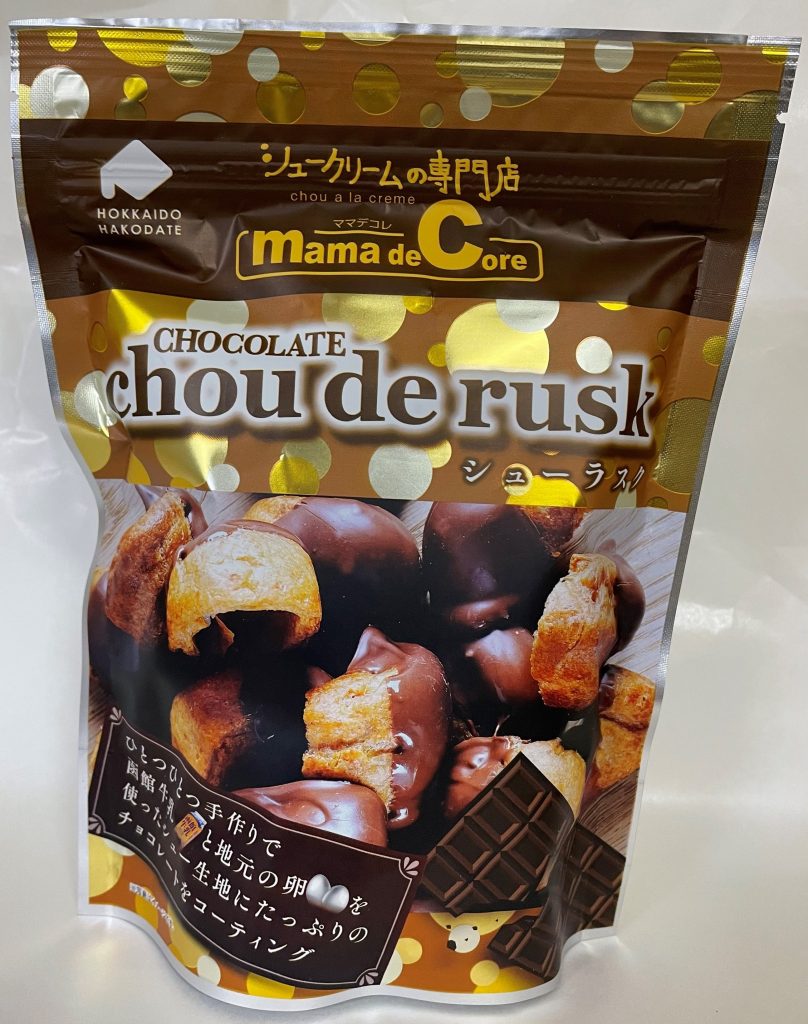 HOKKAIDO
HAKODATE
シュークリームの専門店
chou a la creme
ママデコレ
mama de Core
CHOCOLATE
chou de rusk
シューラスク
ひとつひとつ手作りで
函館牛乳と地元の卵を
使ったシュー生地にたっぷりの
チョコレートをコーティング